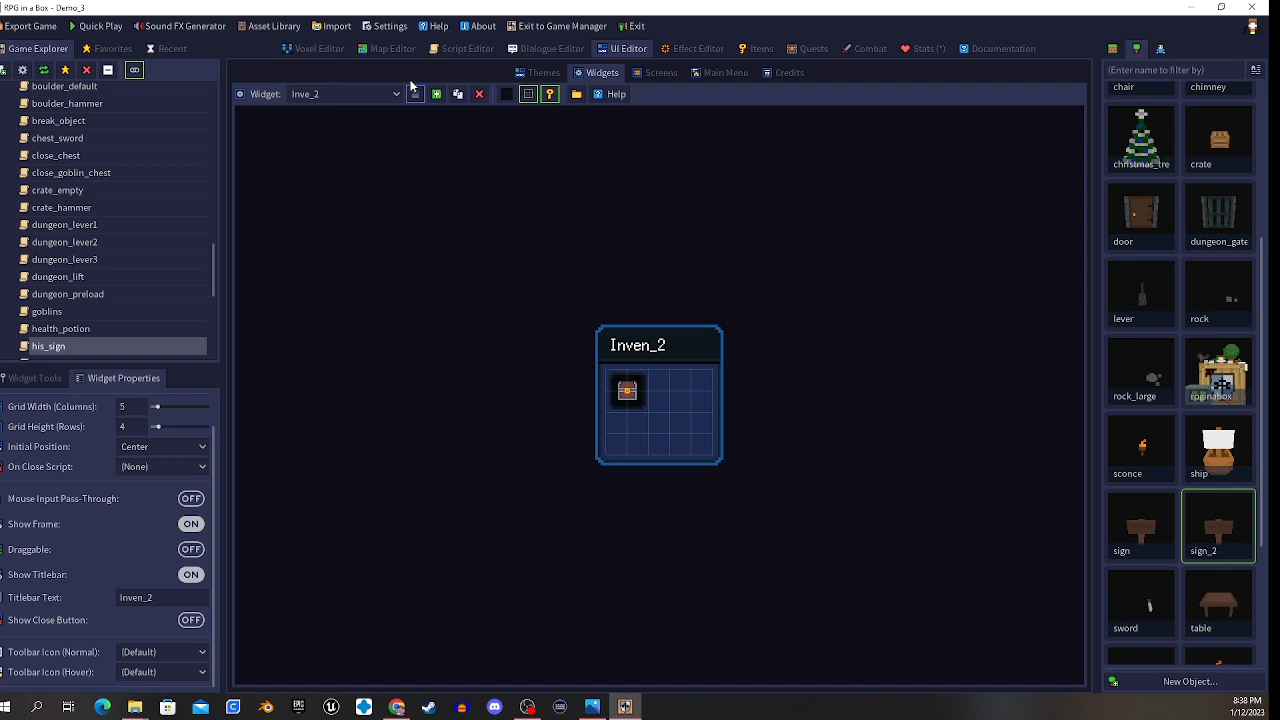 RPG in a Box - Demo_3
Export Game Quick Play Sound FX Generator Asset Library Import Settings Help About Exit to Game Manager Exit
Game Explorer Favorites Recent
Voxel Editor Map Editor Script Editor Dialogue Editor UI Editor Effect Editor Items Quests Combat Stats (*) Documentation
Themes Widgets Screens Main Menu Credits
Widget: Inve_2 Help
(Enter name to filter by)
boulder_default
boulder_hammer
break_object
chest_sword
close_chest
close_goblin_chest
crate_empty
crate_hammer
dungeon_lever1
dungeon_lever2
dungeon_lever3
dungeon_lift
dungeon_preload
goblins
health_potion
his_sign
Widget Tools Widget Properties
Grid Width (Columns): 5
Grid Height (Rows): 4
Initial Position: Center
On Close Script: (None)
Mouse Input Pass-Through: OFF
Show Frame: ON
Draggable: OFF
Show Titlebar: ON
Titlebar Text: Inven_2
Show Close Button: OFF
Toolbar Icon (Normal): (Default)
Toolbar Icon (Hover): (Default)
Inven_2
chair chimney
christmas_tre crate
door dungeon_gate
lever rock
rock_large rpginabox
sconce ship
sign sign_2
sword table
New Object...
8:38 PM
1/12/2023